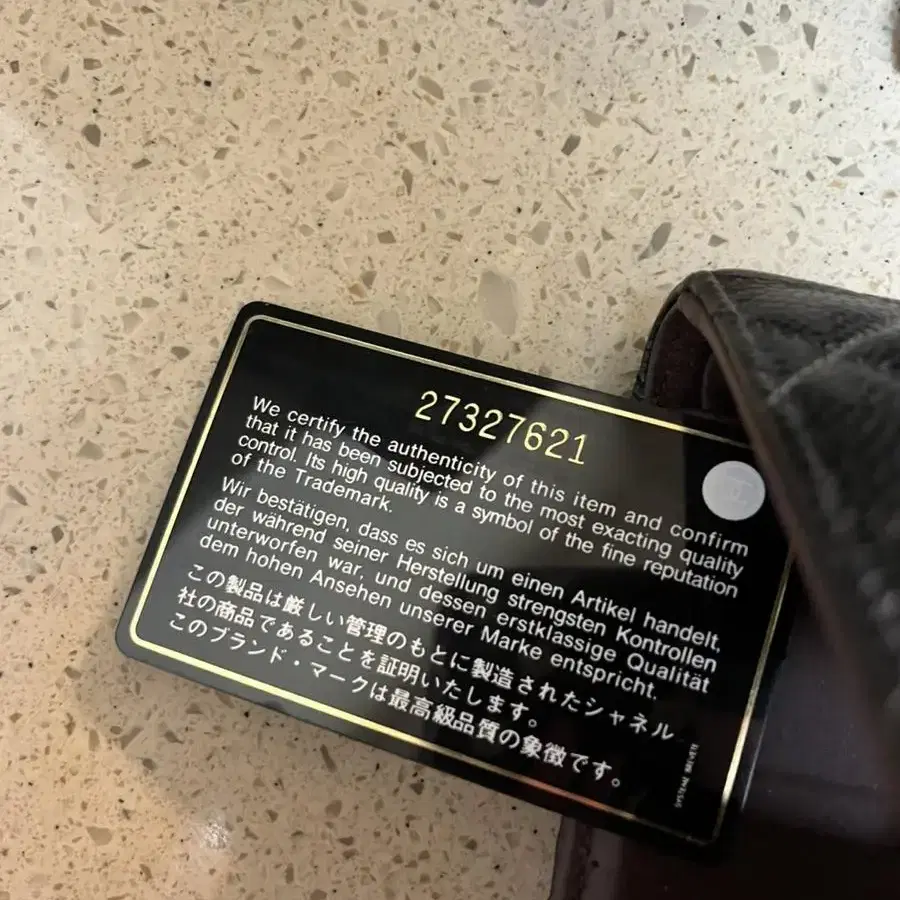 27327621
We certify the authenticity of this item and confirm
that it has been subjected to the most exacting quality
control. Its high quality is a symbol of the fine reputation
of the Trademark.
Wir bestätigen, dass es sich um einen Artikel handelt,
der während seiner Herstellung strengsten Kontrollen
unterworfen war, und dessen erstklassige Qualität
dem hohen Ansehen unserer Marke entspricht.
この製品は厳しい管理のもとに製造されたシャネル
社の商品であることを証明いたします。
このブランド・マークは最高級品質の象徴です。